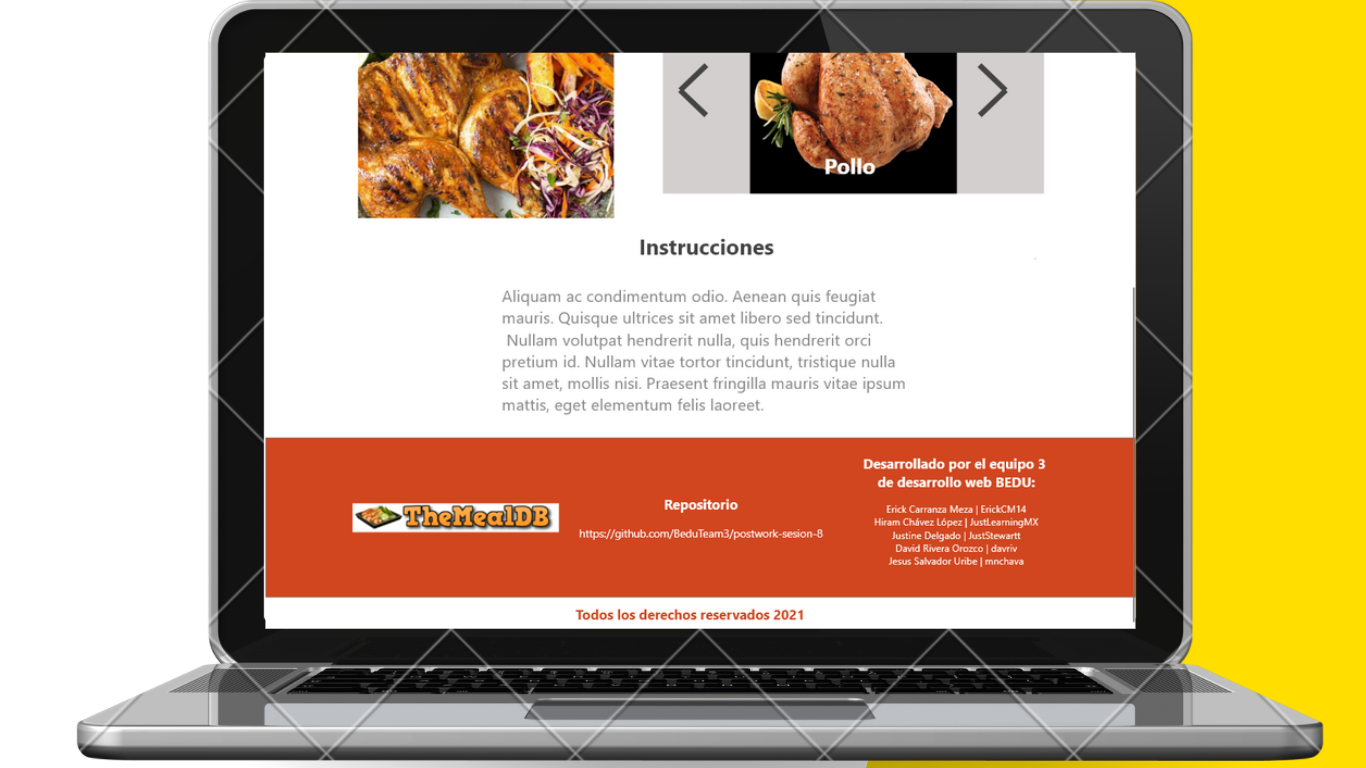 Pollo
Instrucciones
Aliquam ac condimentum odio. Aenean quis feugiat
mauris. Quisque ultrices sit amet libero sed tincidunt.
Nullam volutpat hendrerit nulla, quis hendrerit orci
pretium id. Nullam vitae tortor tincidunt, tristique nulla
sit amet, mollis nisi. Praesent fringilla mauris vitae ipsum
mattis, eget elementum felis laoreet.
TheMealDB
Repositorio
https://github.com/BeduTeam3/postwork-sesion-8
Desarrollado por el equipo 3
de desarrollo web BEDU:
Erick Carranza Meza | ErickCM14
Hiram Chávez López | JustLearningMX
Justine Delgado | JustStewartt
David Rivera Orozco | davriv
Jesus Salvador Uribe | mnchava
Todos los derechos reservados 2021